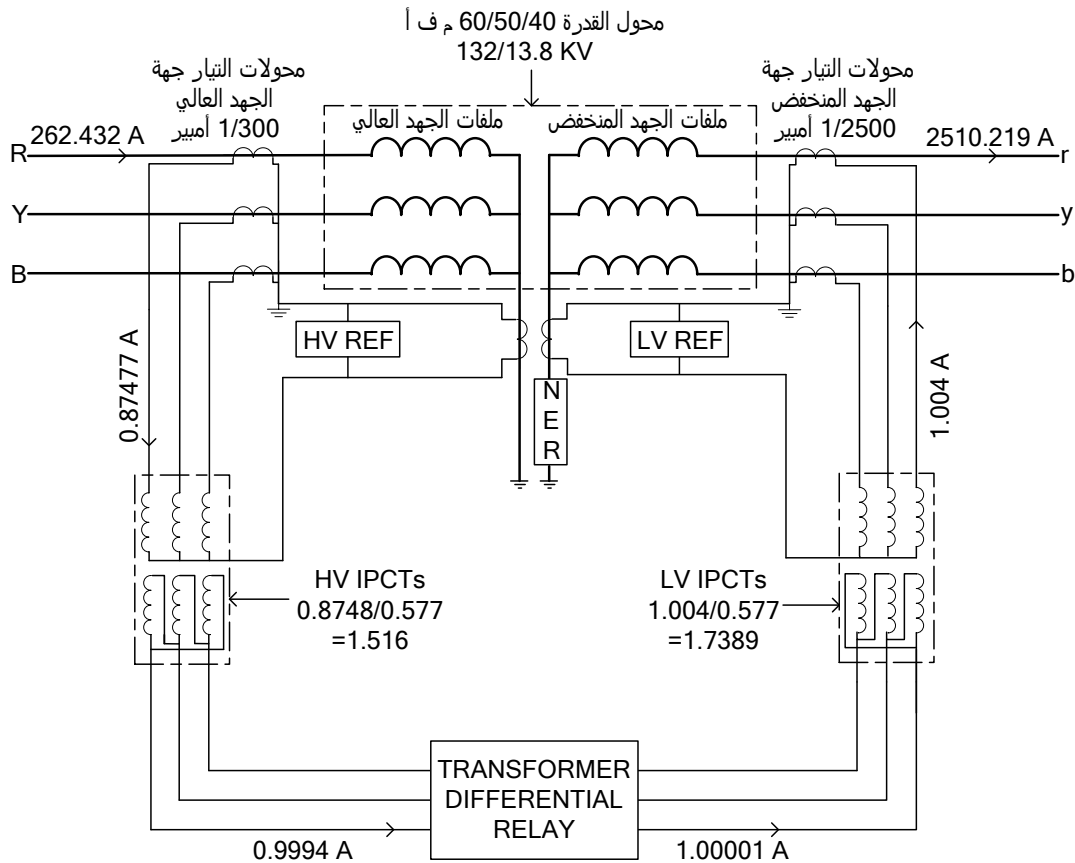 محول القدرة 60/50/40 م ف أ
132/13.8 KV
محولات التيار جهة
الجهد العالي
1/300 أمبير
محولات التيار جهة
الجهد المنخفض
1/2500 أمبير
ملفات الجهد العالي
ملفات الجهد المنخفض
262.432 A
2510.219 A
R
r
Y
y
B
b
HV REF
LV REF
N
E
R
0.87477 A
1.004 A
HV IPCTs
0.8748/0.577
=1.516
LV IPCTs
1.004/0.577
=1.7389
TRANSFORMER
DIFFERENTIAL
RELAY
0.9994 A
1.00001 A